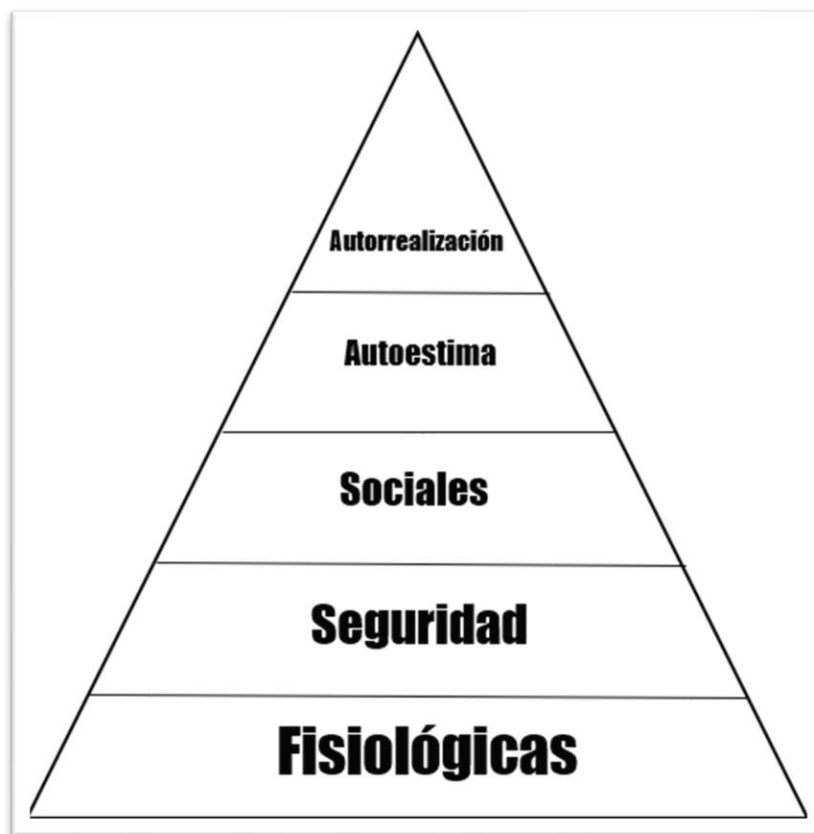 Autorrealización
Autoestima
Sociales
Seguridad
Fisiológicas